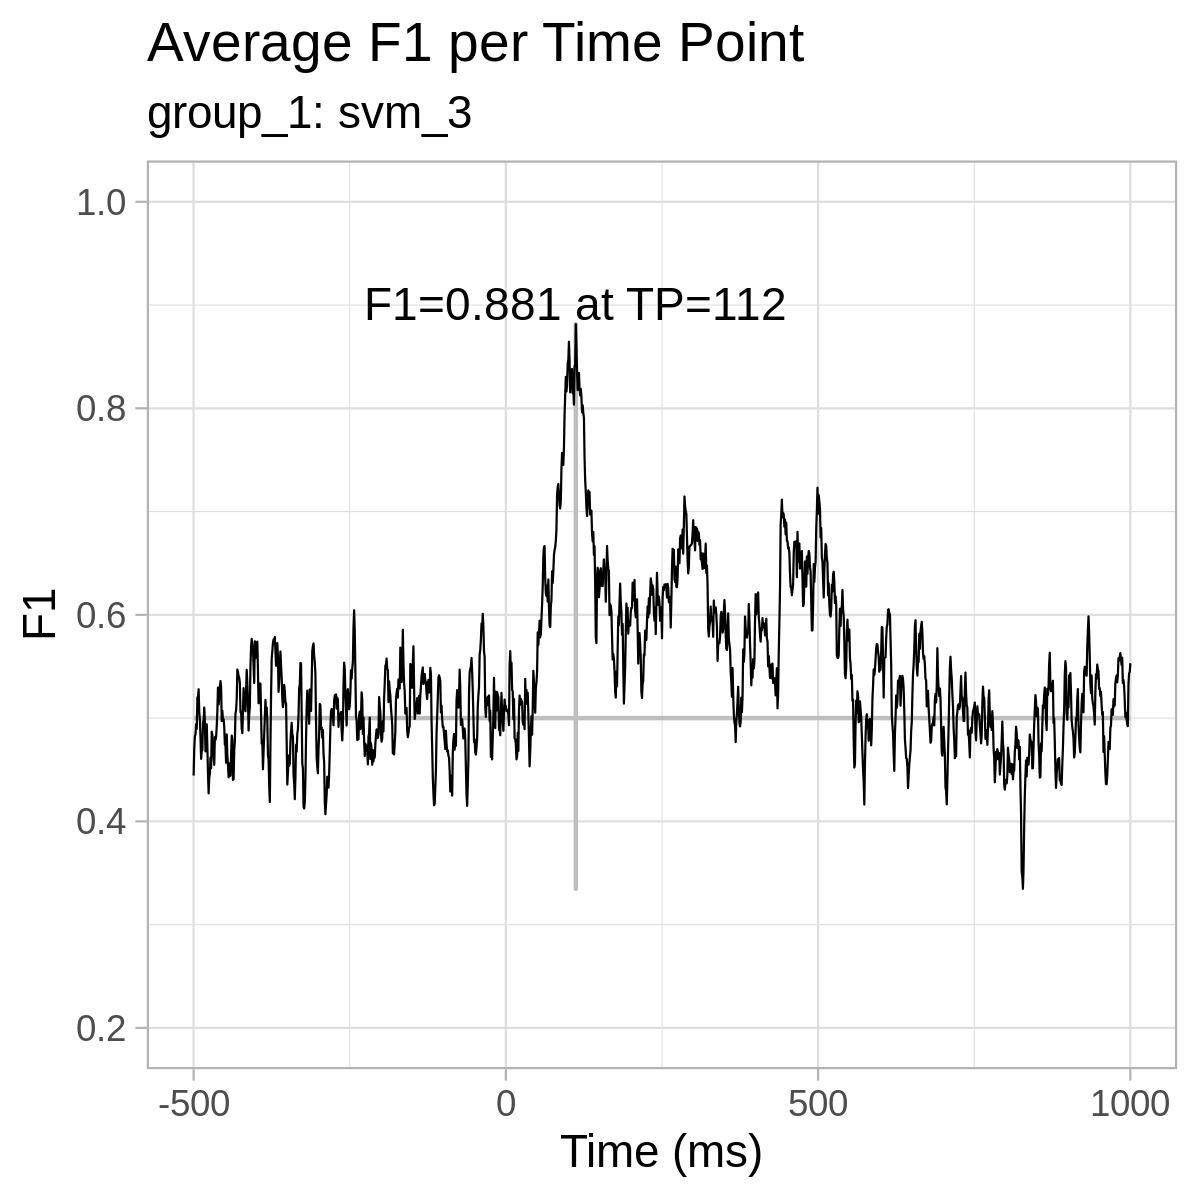 Average F1 per Time Point
group_1: svm_3
F1=0.881 at TP=112
1.0
0.8
0.6
0.4
0.2
F1
-500 0 500 1000
Time (ms)